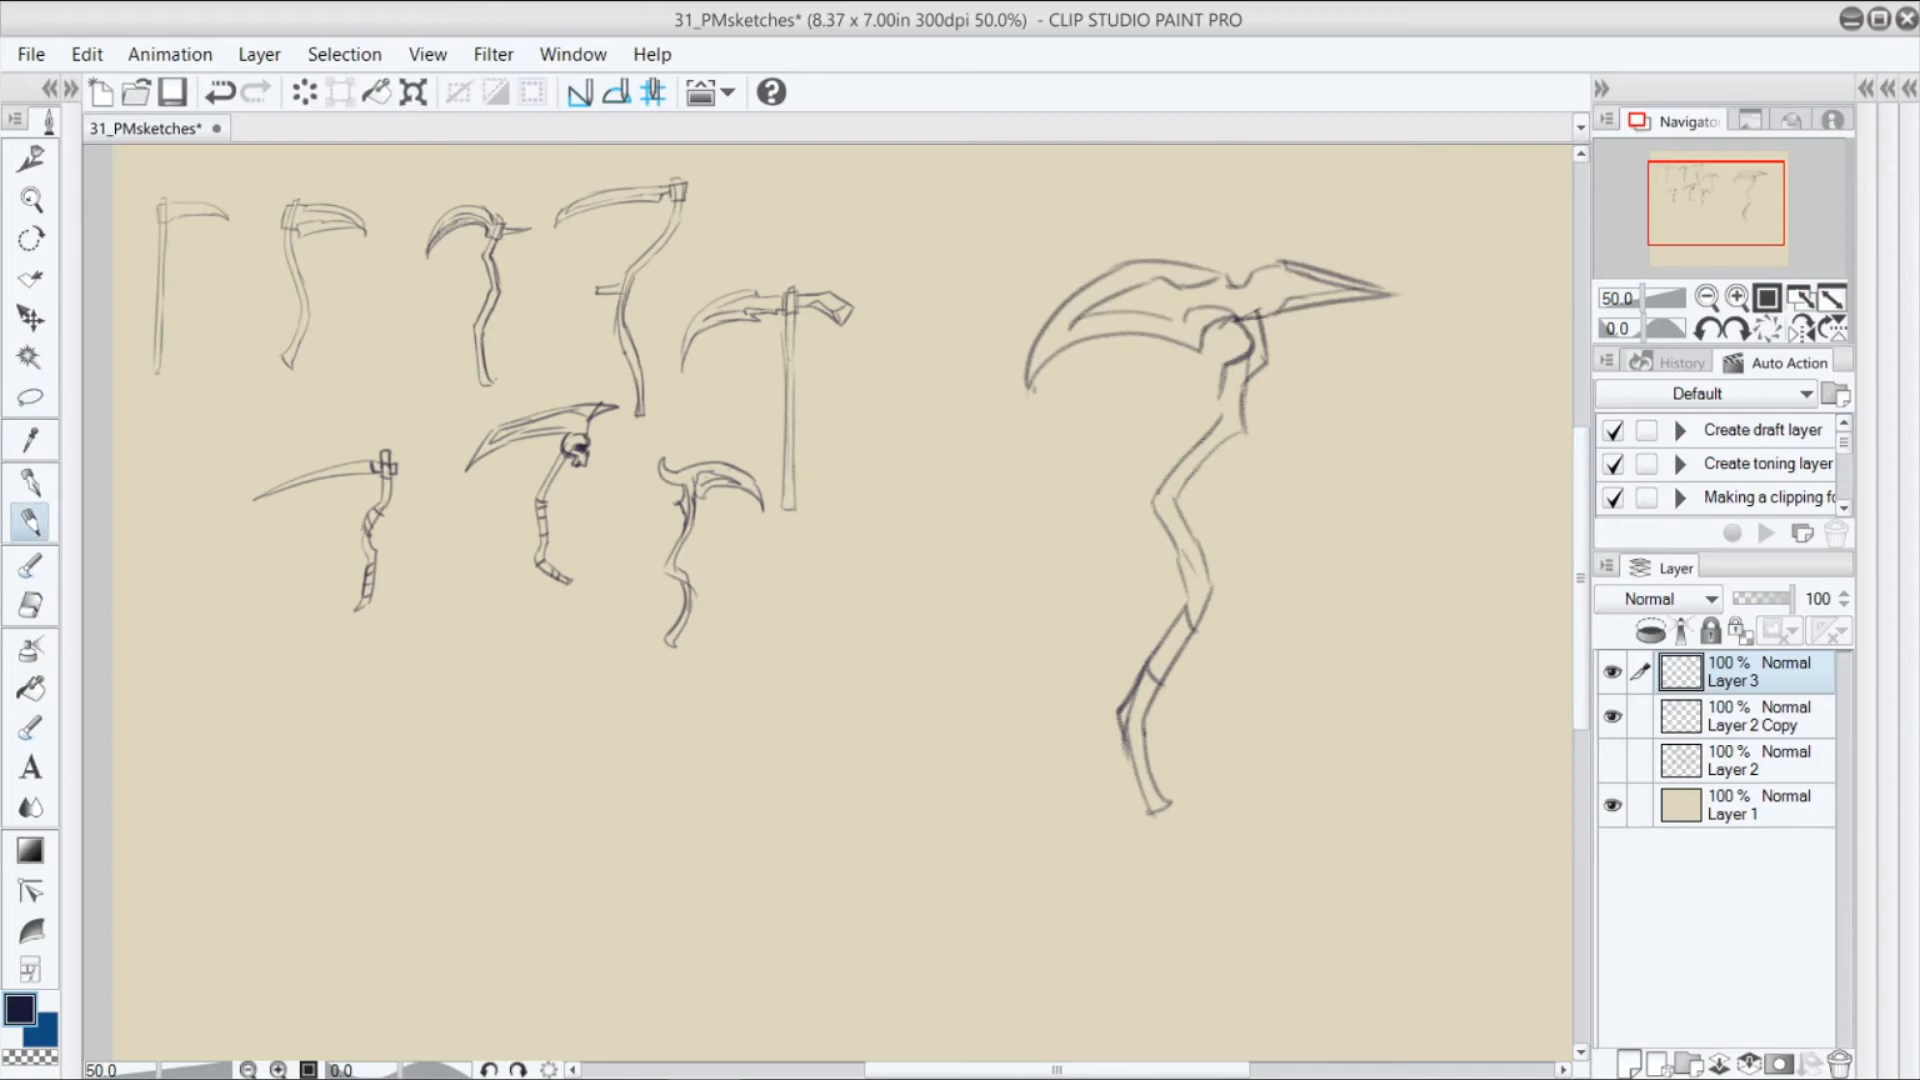 31_PMsketches* (8.37 x 7.00in 300dpi 50.0%) - CLIP STUDIO PAINT PRO
File Edit Animation Layer Selection View Filter Window Help
31_PMsketches*
Navigato
50.0
0.0
History Auto Action
Default
Create draft layer
Create toning layer
Making a clipping fo
Layer
Normal 100
100 % Normal
Layer 3
100 % Normal
Layer 2 Copy
100 % Normal
Layer 2
100 % Normal
Layer 1
50.0 0.0